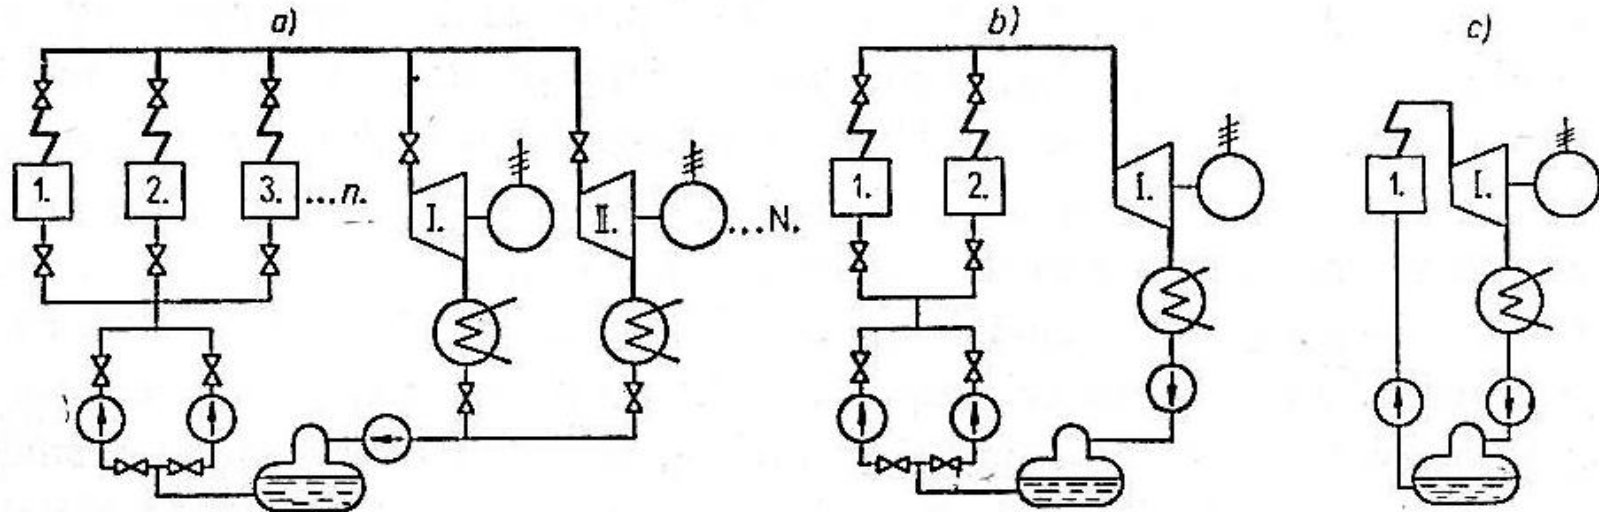 a)
1. 2. 3. ...n. I. II. ...N.
b)
1. 2. I.
c)
1. I.